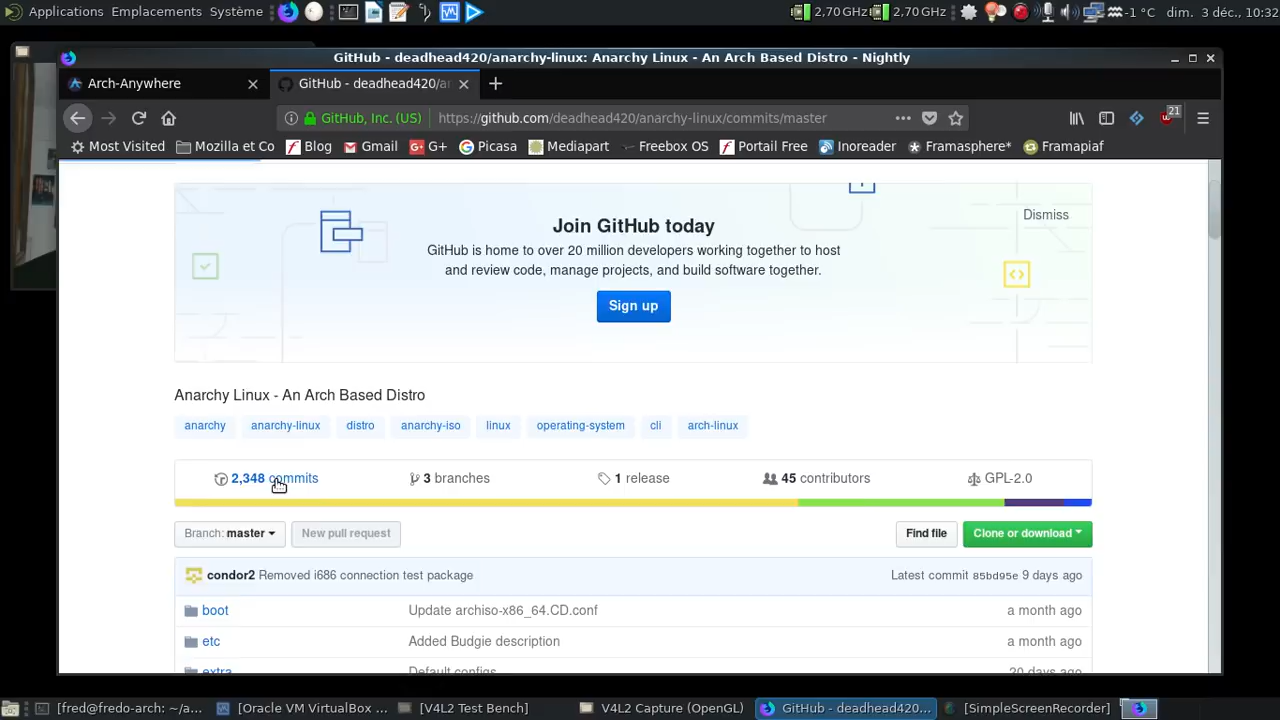 Applications Emplacements Système 2,70 GHz 2,70 GHz -1 °C dim. 3 déc., 10:32
GitHub - deadhead420/anarchy-linux: Anarchy Linux - An Arch Based Distro - Nightly
Arch-Anywhere GitHub - deadhead420/ar
GitHub, Inc. (US) https://github.com/deadhead420/anarchy-linux/commits/master 21
Most Visited Mozilla et Co Blog Gmail G+ Picasa Mediapart Freebox OS Portail Free Inoreader Framasphere* Framapiaf
Join GitHub today
Dismiss
GitHub is home to over 20 million developers working together to host
and review code, manage projects, and build software together.
Sign up
Anarchy Linux - An Arch Based Distro
anarchy anarchy-linux distro anarchy-iso linux operating-system cli arch-linux
2,348 commits 3 branches 1 release 45 contributors GPL-2.0
Branch: master New pull request Find file Clone or download
condor2 Removed i686 connection test package Latest commit 85bd95e 9 days ago
boot Update archiso-x86_64.CD.conf a month ago
etc Added Budgie description a month ago
extra Default configs 20 days ago
[fred@fredo-arch: ~/a... [Oracle VM VirtualBox ... [V4L2 Test Bench] V4L2 Capture (OpenGL) GitHub - deadhead420... [SimpleScreenRecorder]